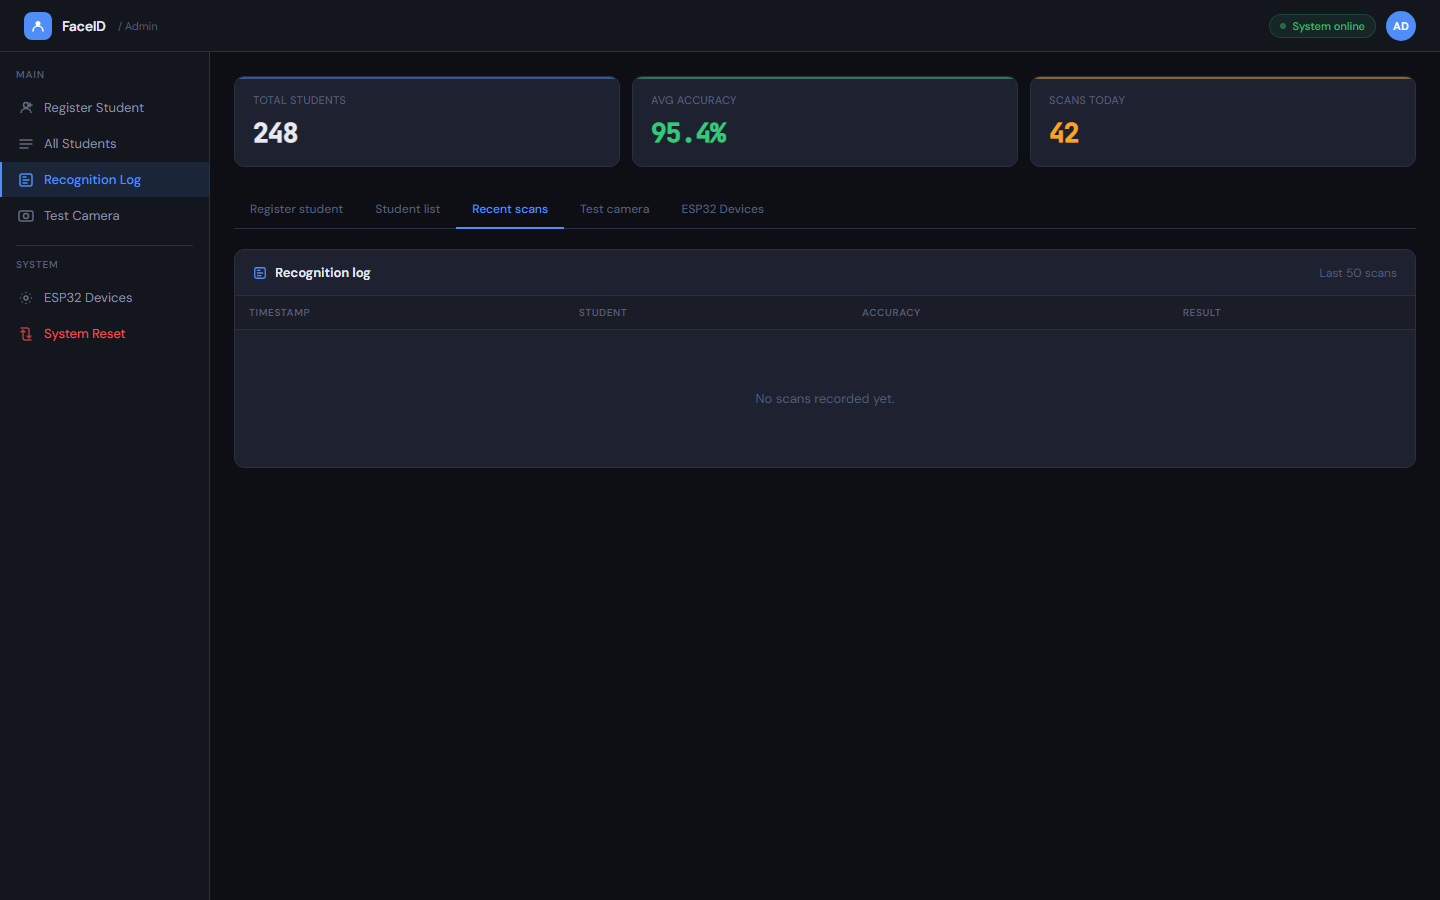 FaceID / Admin
System online
AD
MAIN
Register Student
All Students
Recognition Log
Test Camera
SYSTEM
ESP32 Devices
System Reset
TOTAL STUDENTS
248
AVG ACCURACY
95.4%
SCANS TODAY
42
Register student Student list Recent scans Test camera ESP32 Devices
Recognition log
Last 50 scans
TIMESTAMP STUDENT ACCURACY RESULT
No scans recorded yet.